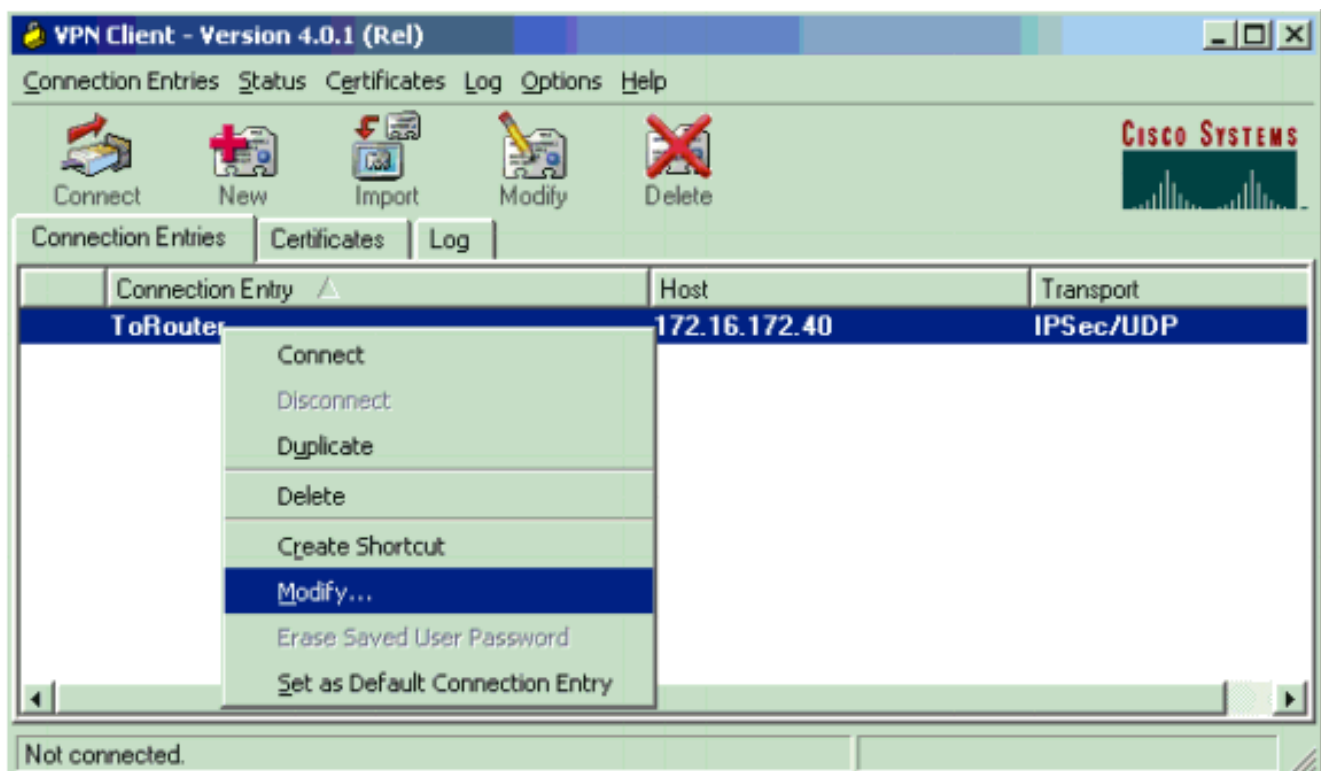 VPN Client - Version 4.0.1 (Rel)
Connection Entries Status Certificates Log Options Help
Connect New Import Modify Delete
CISCO SYSTEMS
Connection Entries Certificates Log
Connection Entry Host Transport
ToRouter 172.16.172.40 IPSec/UDP
Connect
Disconnect
Duplicate
Delete
Create Shortcut
Modify...
Erase Saved User Password
Set as Default Connection Entry
Not connected.